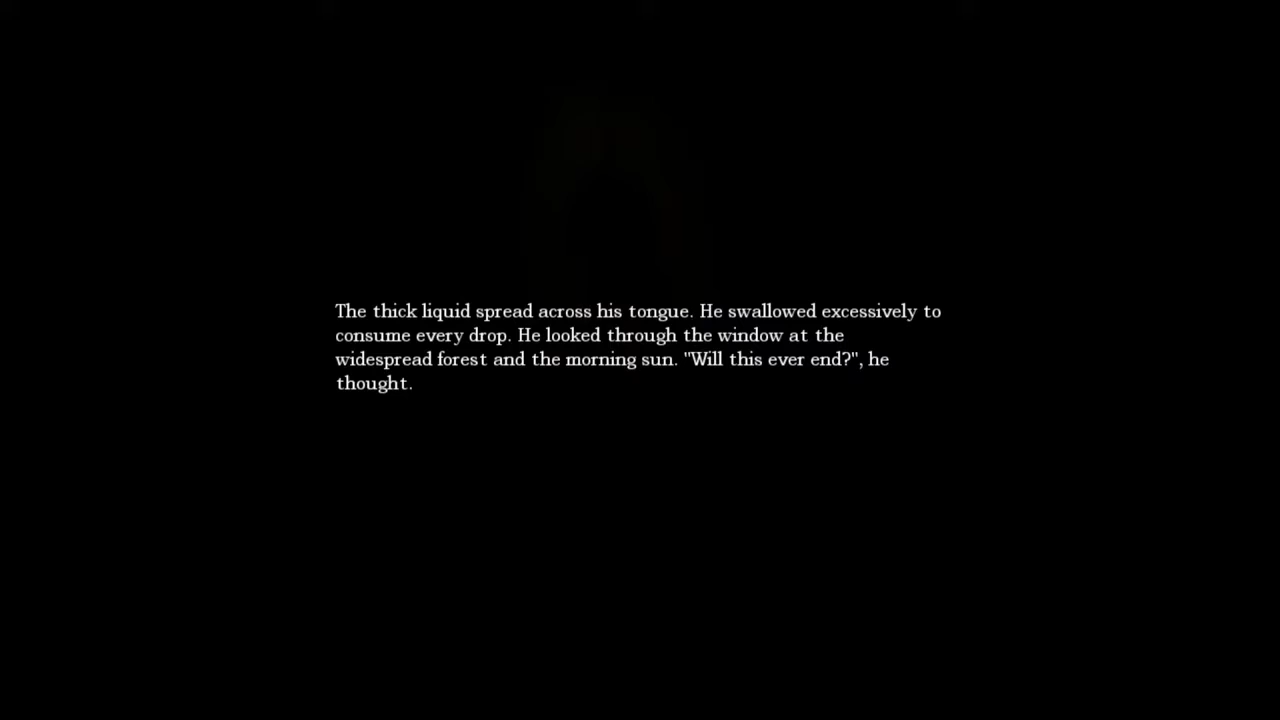 The thick liquid spread across his tongue. He swallowed excessively to
consume every drop. He looked through the window at the
widespread forest and the morning sun. "Will this ever end?", he
thought.